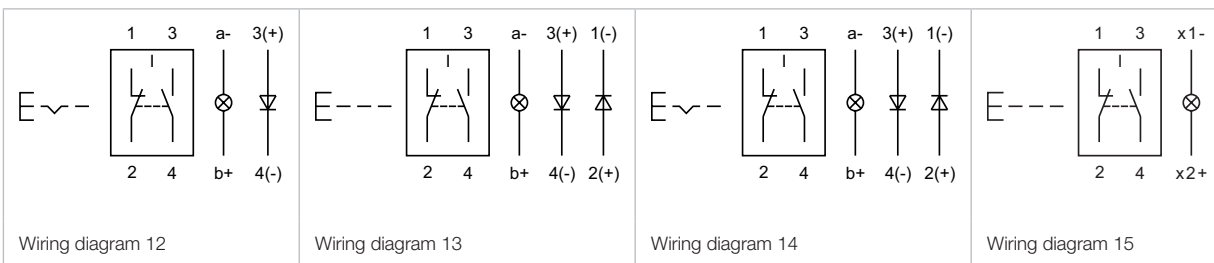 1 3 a- 3(+)
2 4 b+ 4(-)
Wiring diagram 12
1 3 a- 3(+) 1(-)
2 4 b+ 4(-) 2(+)
Wiring diagram 13
1 3 a- 3(+) 1(-)
2 4 b+ 4(-) 2(+)
Wiring diagram 14
1 3 x1-
2 4 x2+
Wiring diagram 15